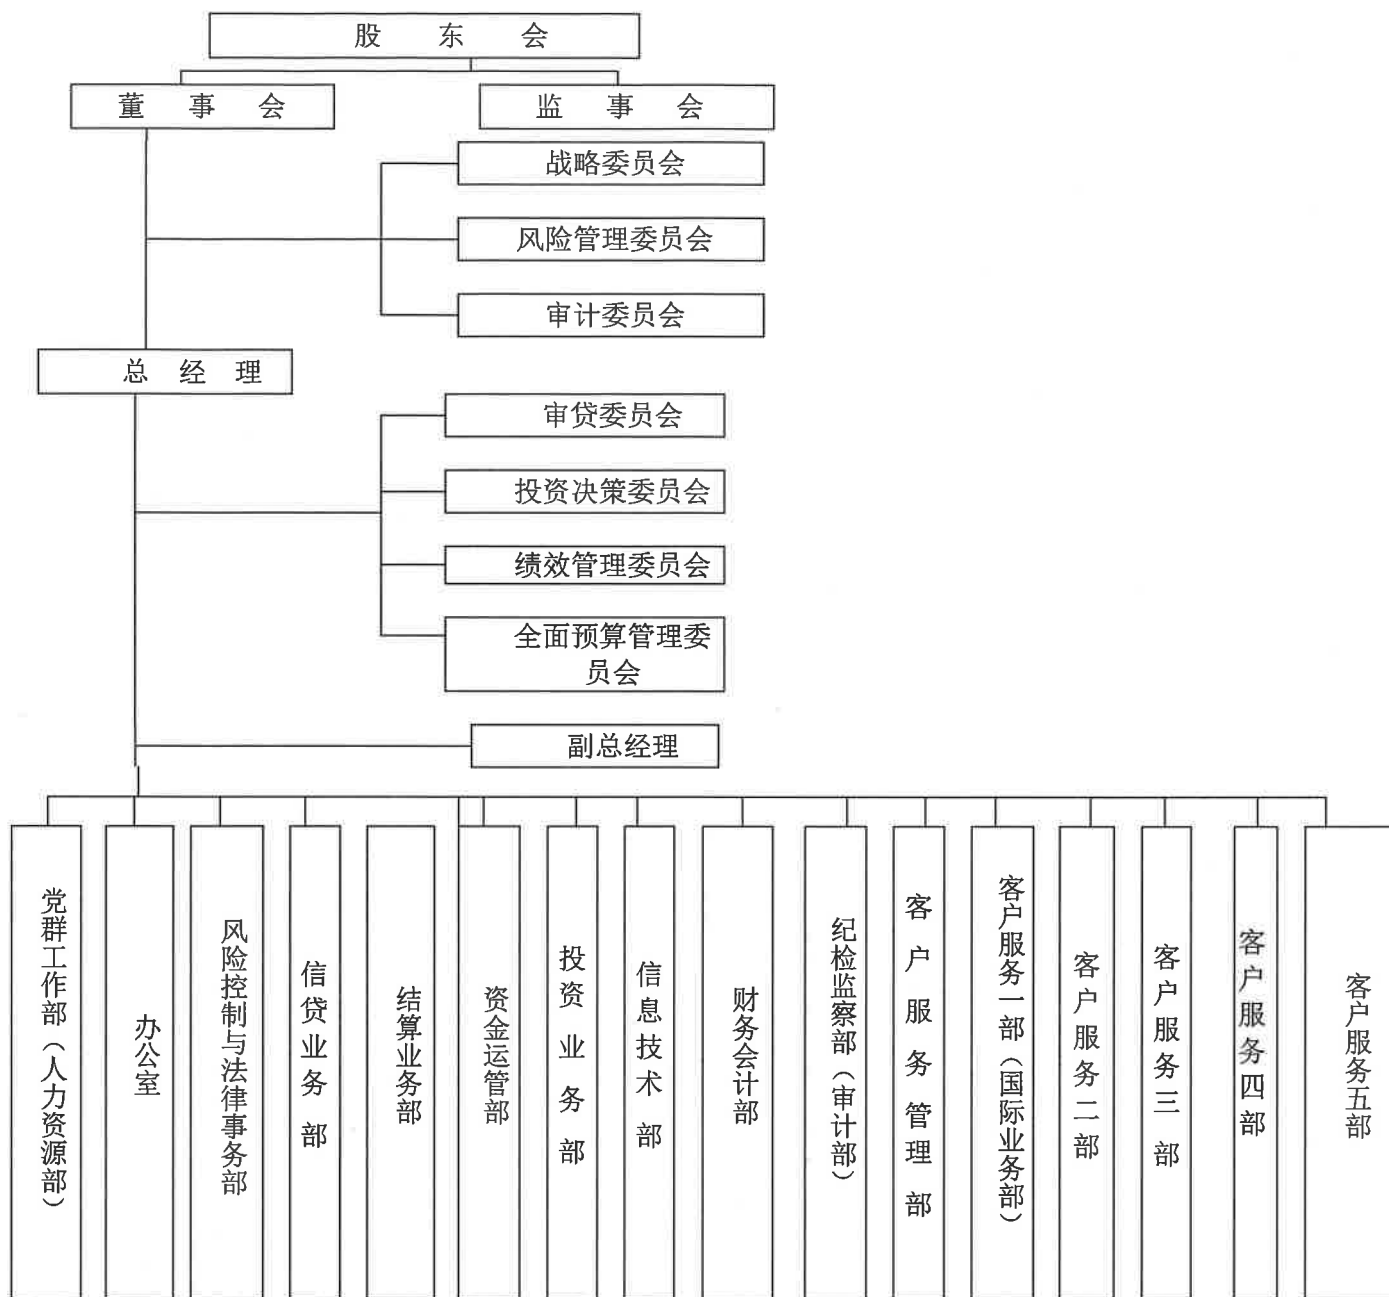 股东会
董事会
监事会
战略委员会
风险管理委员会
审计委员会
总经理
审贷委员会
投资决策委员会
绩效管理委员会
全面预算管理委
员会
副总经理
党群工作部（人力资源部）
办公室
风险控制与法律事务部
信贷业务部
结算业务部
资金运管部
投资业务部
信息技术部
财务会计部
纪检监察部（审计部）
客户服务管理部
客户服务一部（国际业务部）
客户服务二部
客户服务三部
客户服务四部
客户服务五部